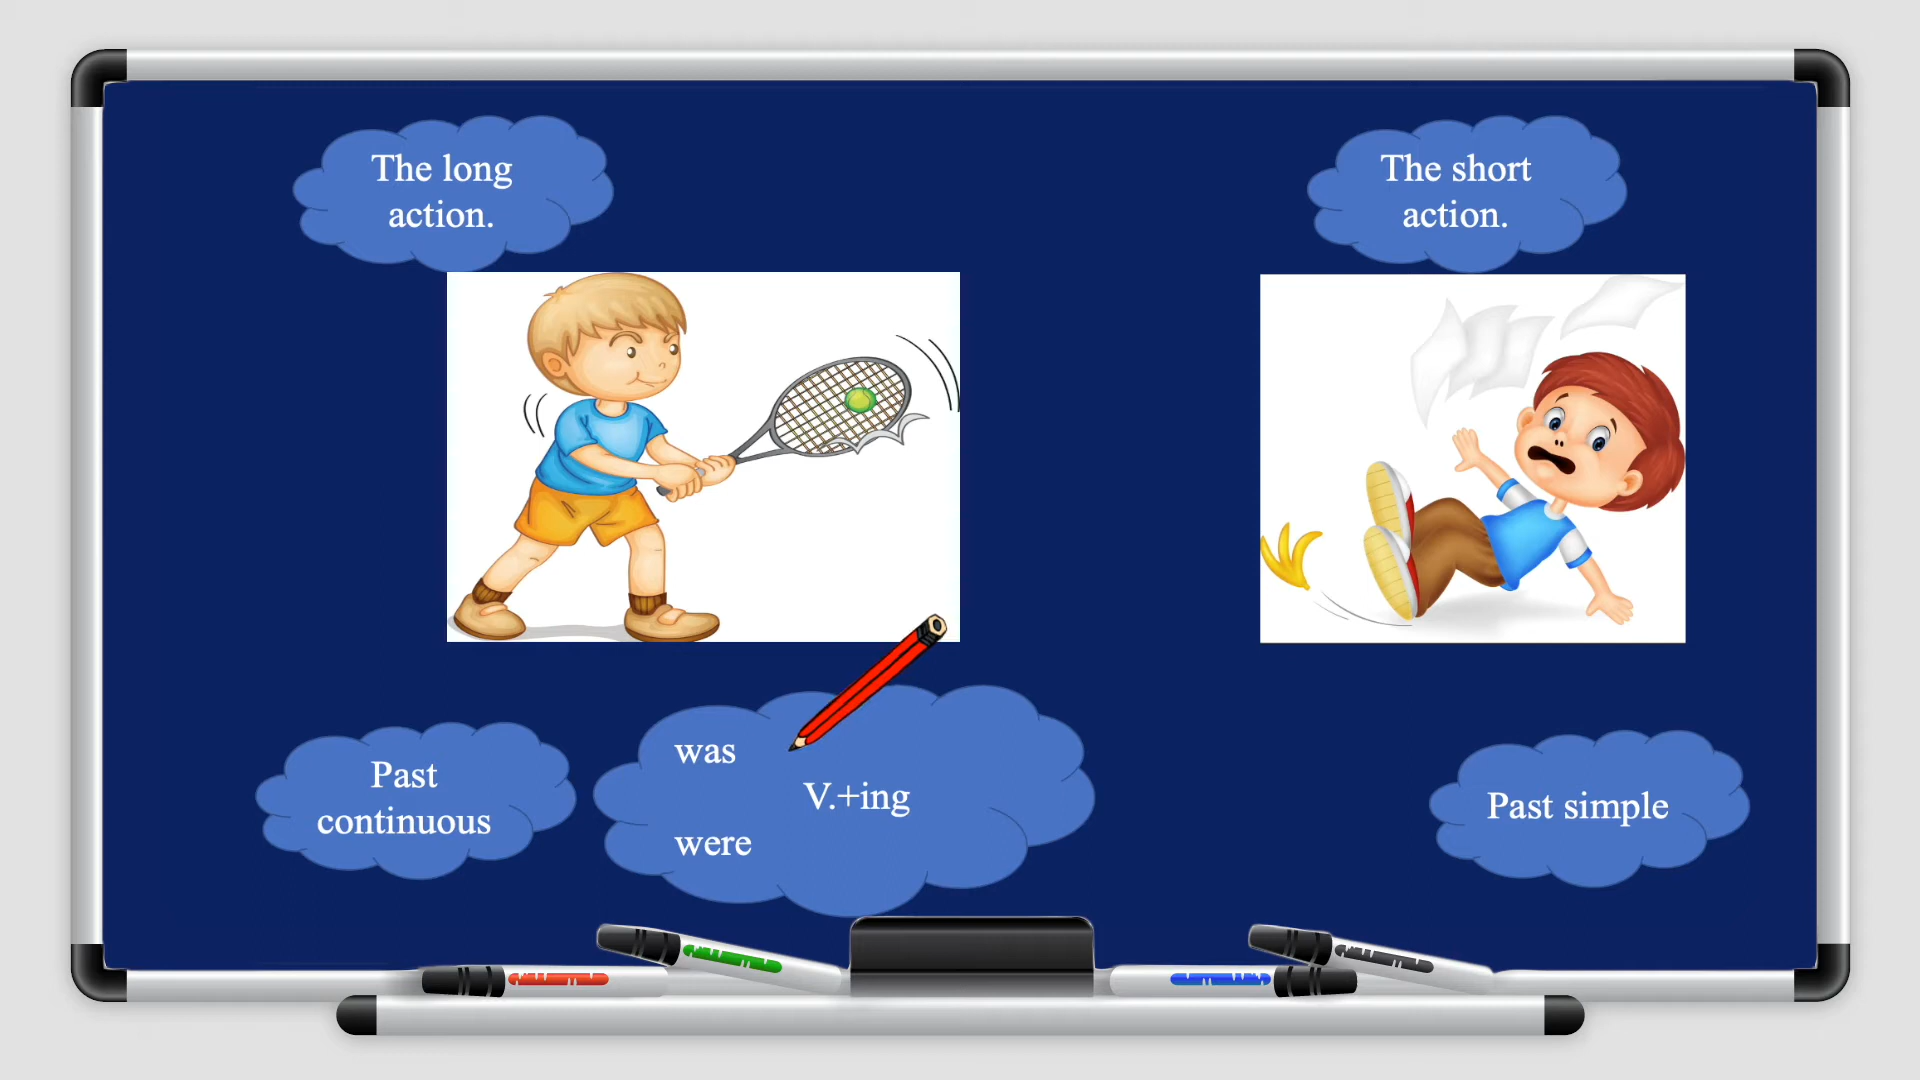 The long
action.
The short
action.
Past
continuous
was
V.+ing
were
Past simple